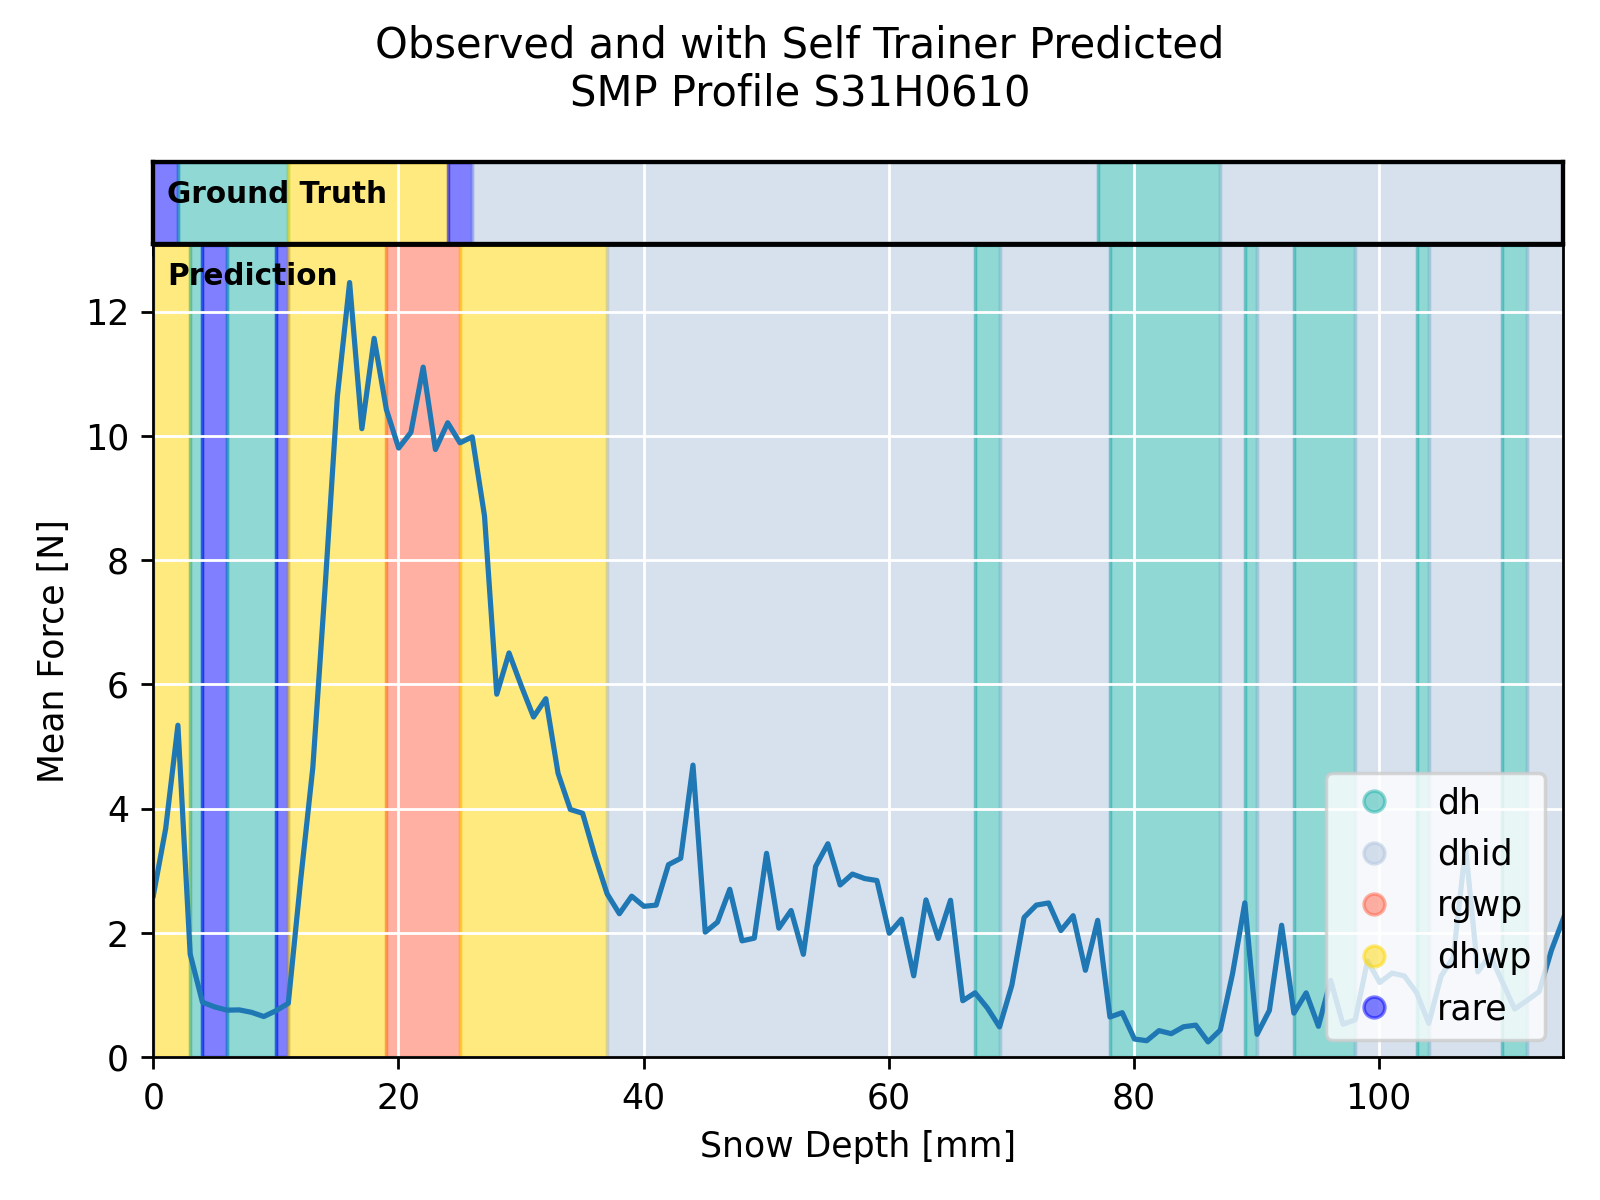 Observed and with Self Trainer Predicted
SMP Profile S31H0610
Ground Truth
Prediction
12
10
8
6
4
2
0
Mean Force [N]
dh
dhid
rgwp
dhwp
rare
0 20 40 60 80 100
Snow Depth [mm]